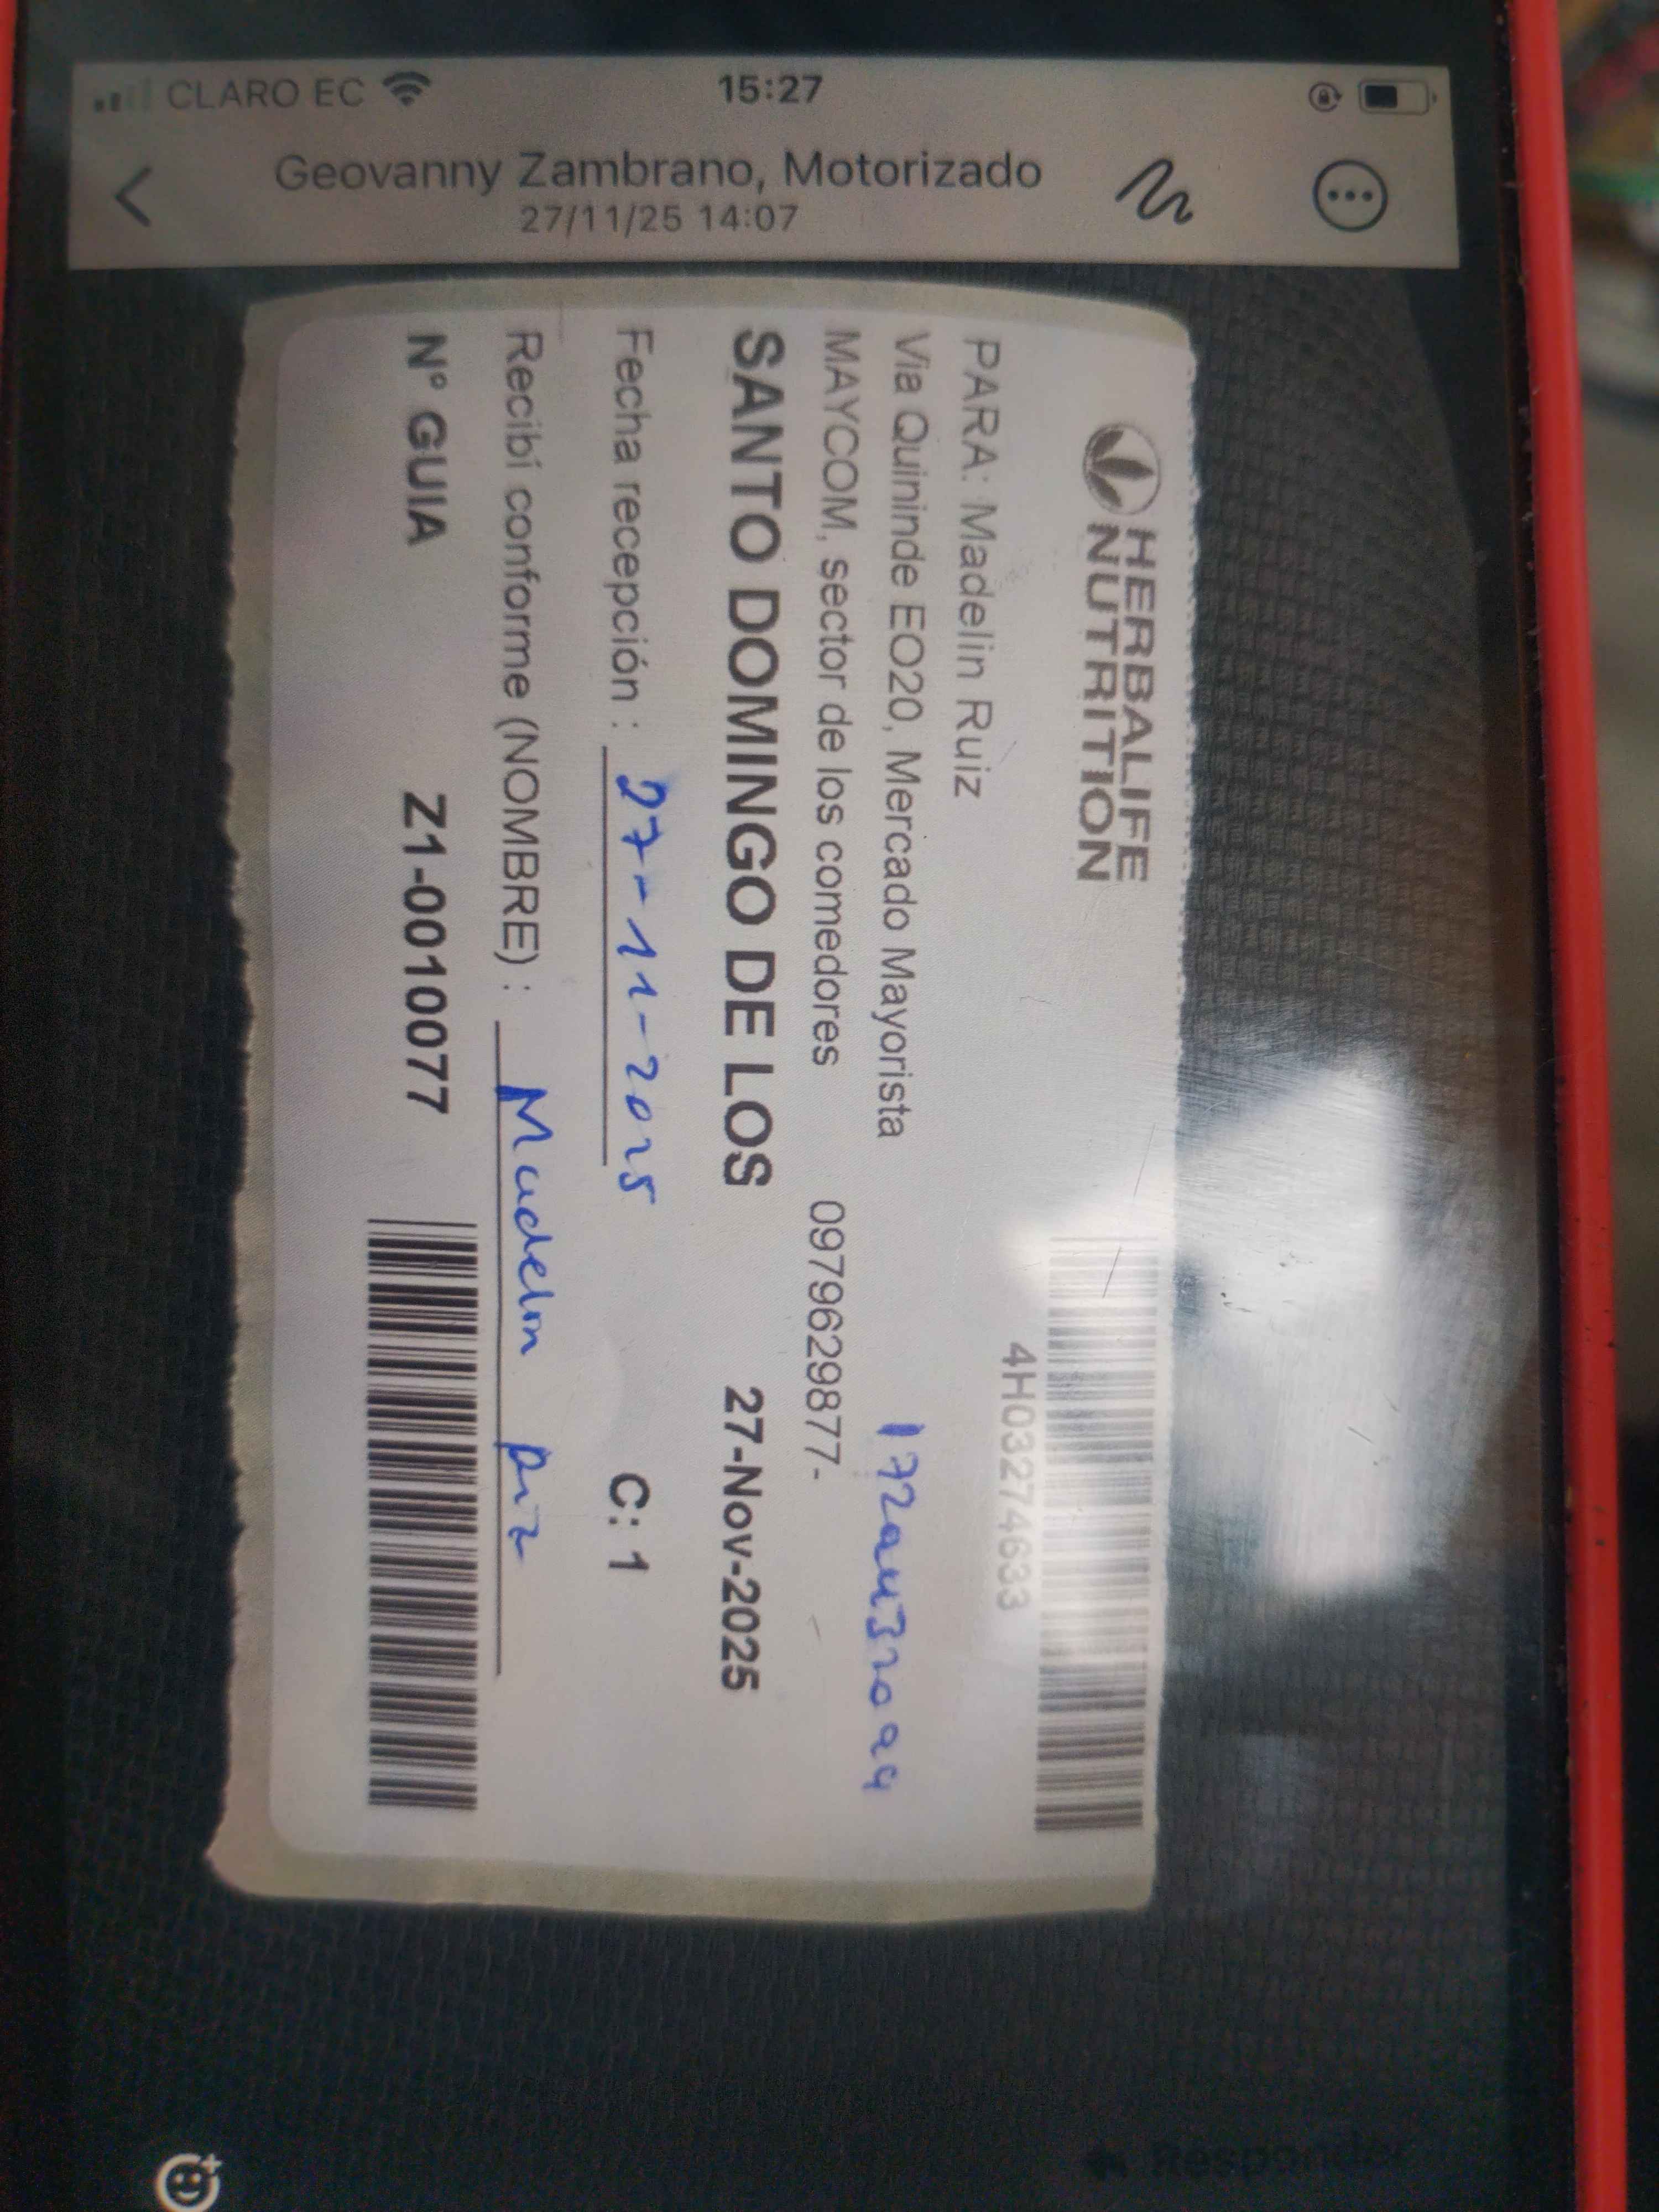 CLARO EC
15:27
Geovanny Zambrano, Motorizado
27/11/25 14:07
HERBALIFE
NUTRITION
4H03274633
PARA: Madelin Ruiz
Via Quininde EO20, Mercado Mayorista
MAYCOM, sector de los comedores 0979629877-
SANTO DOMINGO DE LOS 27-Nov-2025
Fecha recepción : 27-11-2025 C: 1
Recibí conforme (NOMBRE) : Madelin
Nº GUIA Z1-0010077
Responder